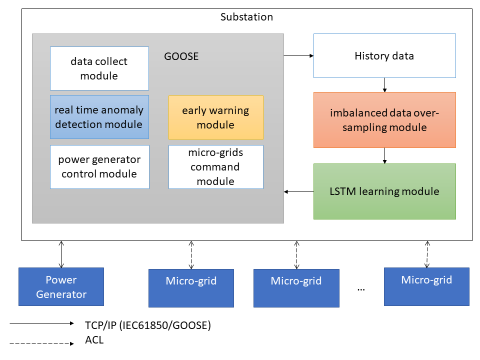 Substation
GOOSE
data collect
module
real time anomaly
detection module
early warning
module
power generator
control module
micro-grids
command
module
History data
imbalanced data over-
sampling module
LSTM learning module
Power
Generator
Micro-grid
Micro-grid
...
Micro-grid
TCP/IP (IEC61850/GOOSE)
ACL